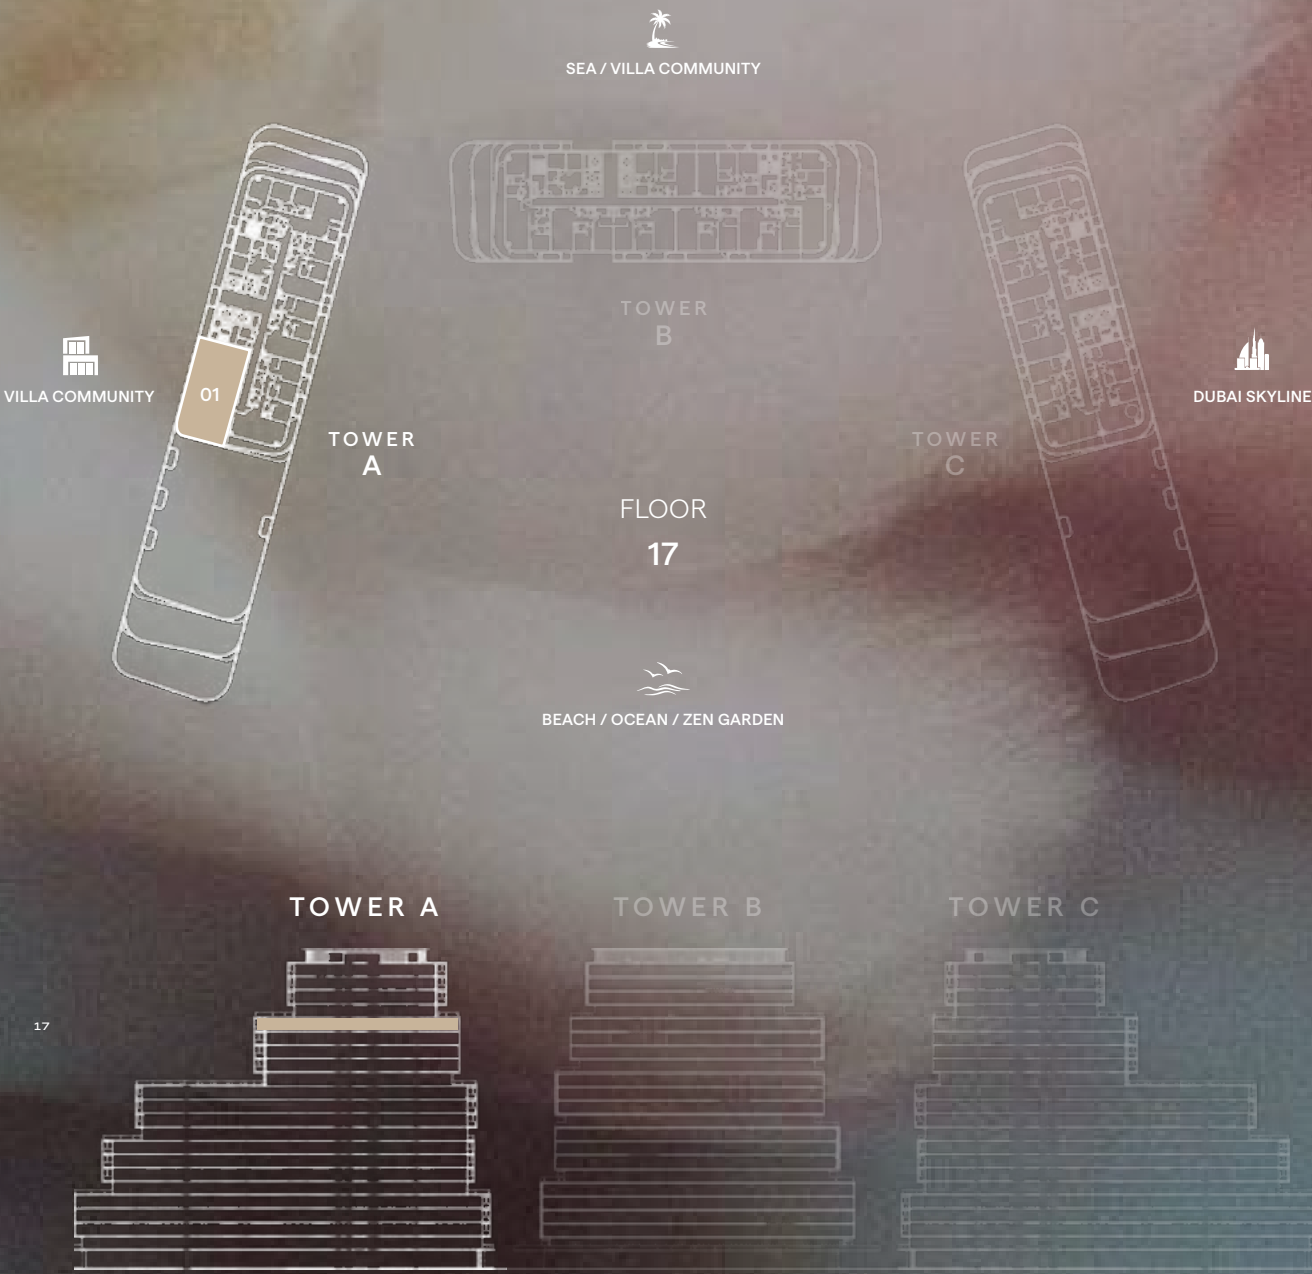 SEA / VILLA COMMUNITY
TOWER
B
VILLA COMMUNITY
01
DUBAI SKYLINE
TOWER
A
TOWER
C
FLOOR
17
BEACH / OCEAN / ZEN GARDEN
TOWER A
TOWER B
TOWER C
17